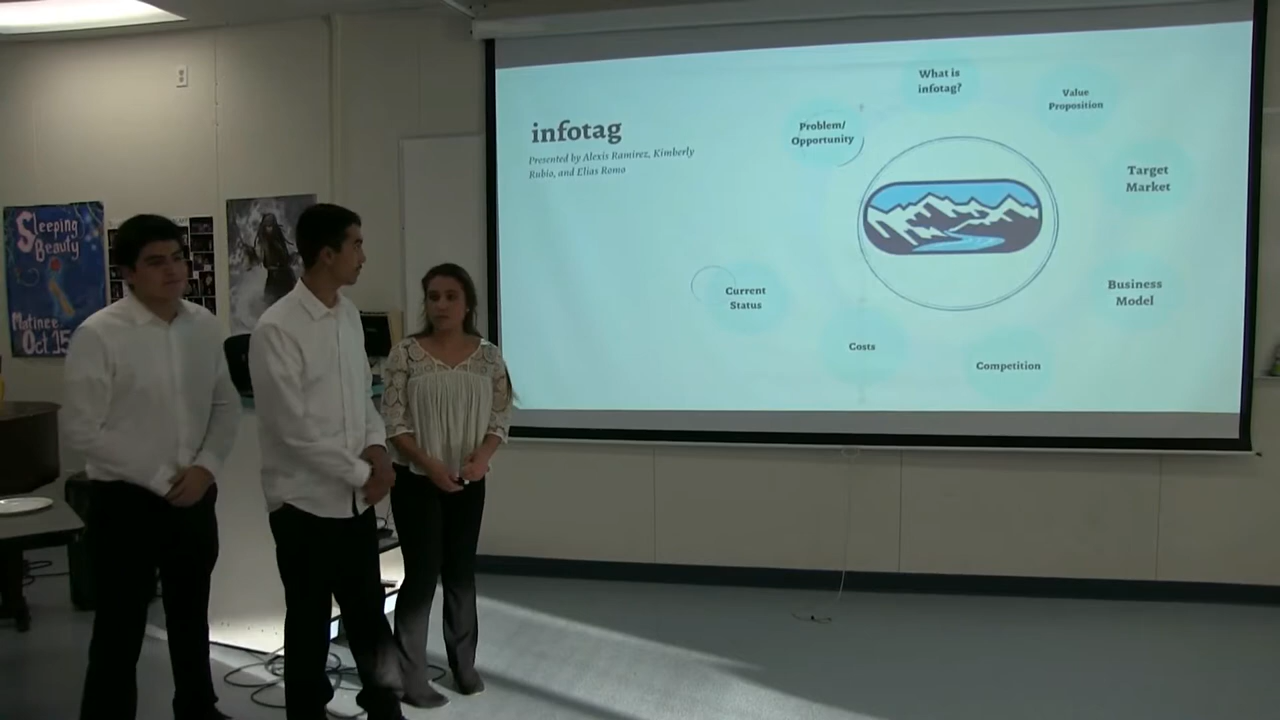 Sleeping
Beauty
Matinee
Oct 15
infotag
Presented by Alexis Ramirez, Kimberly
Rubio, and Elias Romo
What is
infotag?
Value
Proposition
Problem/
Opportunity
Target
Market
Current
Status
Business
Model
Costs
Competition